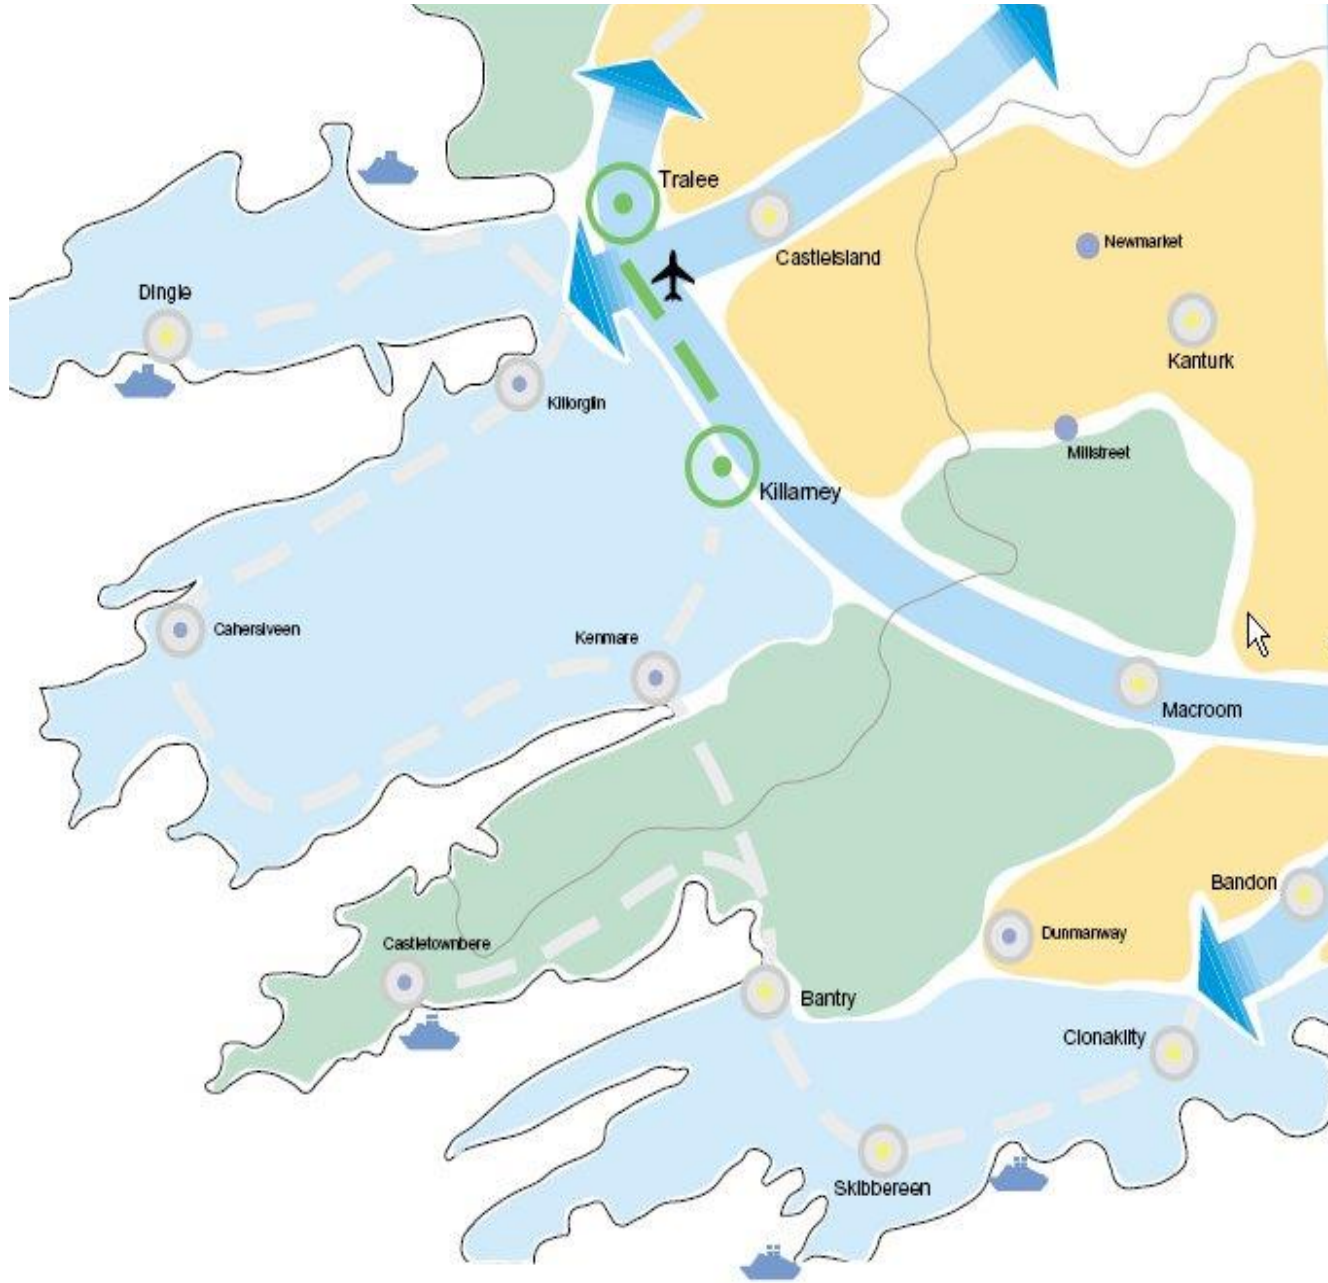 Tralee
Castleisland
Newmarket
Dingle
Kanturk
Killorglin
Millstreet
Killarney
Cahersiveen
Kenmare
Macroom
Bandon
Dunmanway
Castletownbere
Bantry
Clonakilty
Skibbereen